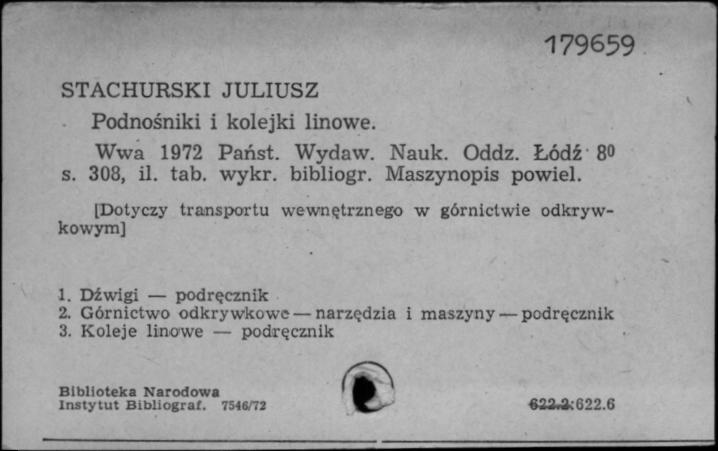 179659
STACHURSKI JULIUSZ
Podnośniki i kolejki linowe.
Wwa 1972 Państ. Wydaw. Nauk. Oddz. Łódź 8⁰
s. 308, il. tab. wykr. bibliogr. Maszynopis powiel.
[Dotyczy transportu wewnętrznego w górnictwie odkryw-
kowym]
1. Dźwigi — podręcznik
2. Górnictwo odkrywkowe — narzędzia i maszyny — podręcznik
3. Koleje linowe — podręcznik
Biblioteka Narodowa
Instytut Bibliograf. 7546/72
622.2:622.6